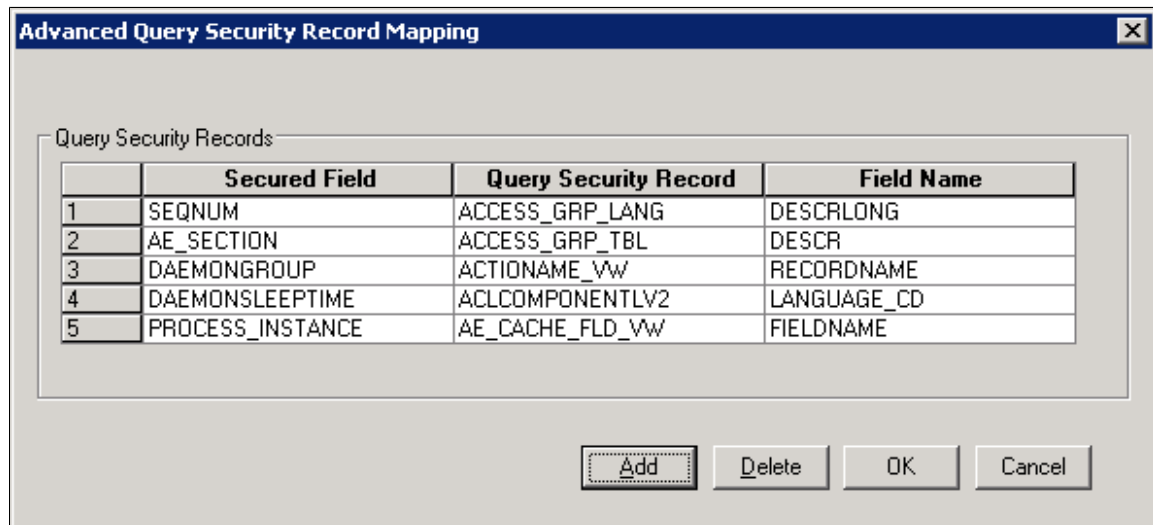 Advanced Query Security Record Mapping
Query Security Records
Secured Field Query Security Record Field Name
1 SEQNUM ACCESS_GRP_LANG DESCRLONG
2 AE_SECTION ACCESS_GRP_TBL DESCR
3 DAEMONGROUP ACTIONAME_VW RECORDNAME
4 DAEMONSLEEPTIME ACLCOMPONENTLV2 LANGUAGE_CD
5 PROCESS_INSTANCE AE_CACHE_FLD_VW FIELDNAME
Add Delete OK Cancel